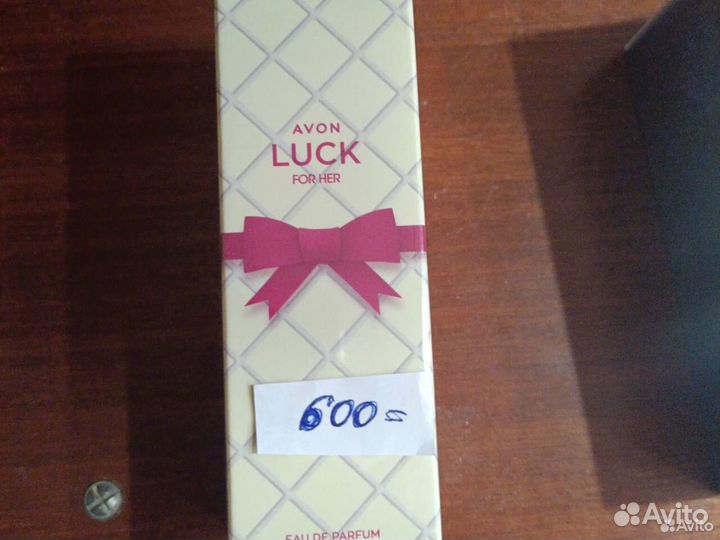 AVON
LUCK
FOR HER
600=
EAU DE PARFUM
Avito